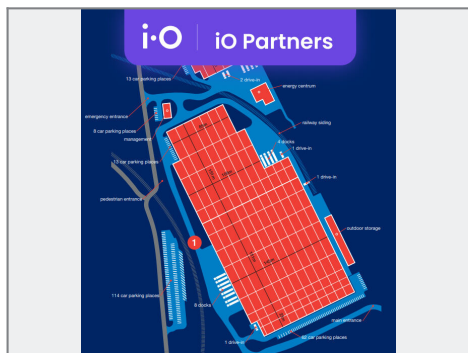 i·O iO Partners
13 car parking places
2 drive-in
energy centrum
emergency entrance
railway siding
8 car parking places
management
4 docks
1 drive-in
13 car parking places
1 drive-in
pedestrian entrance
outdoor storage
1
114 car parking places
8 docks
main entrance
62 car parking places
1 drive-in